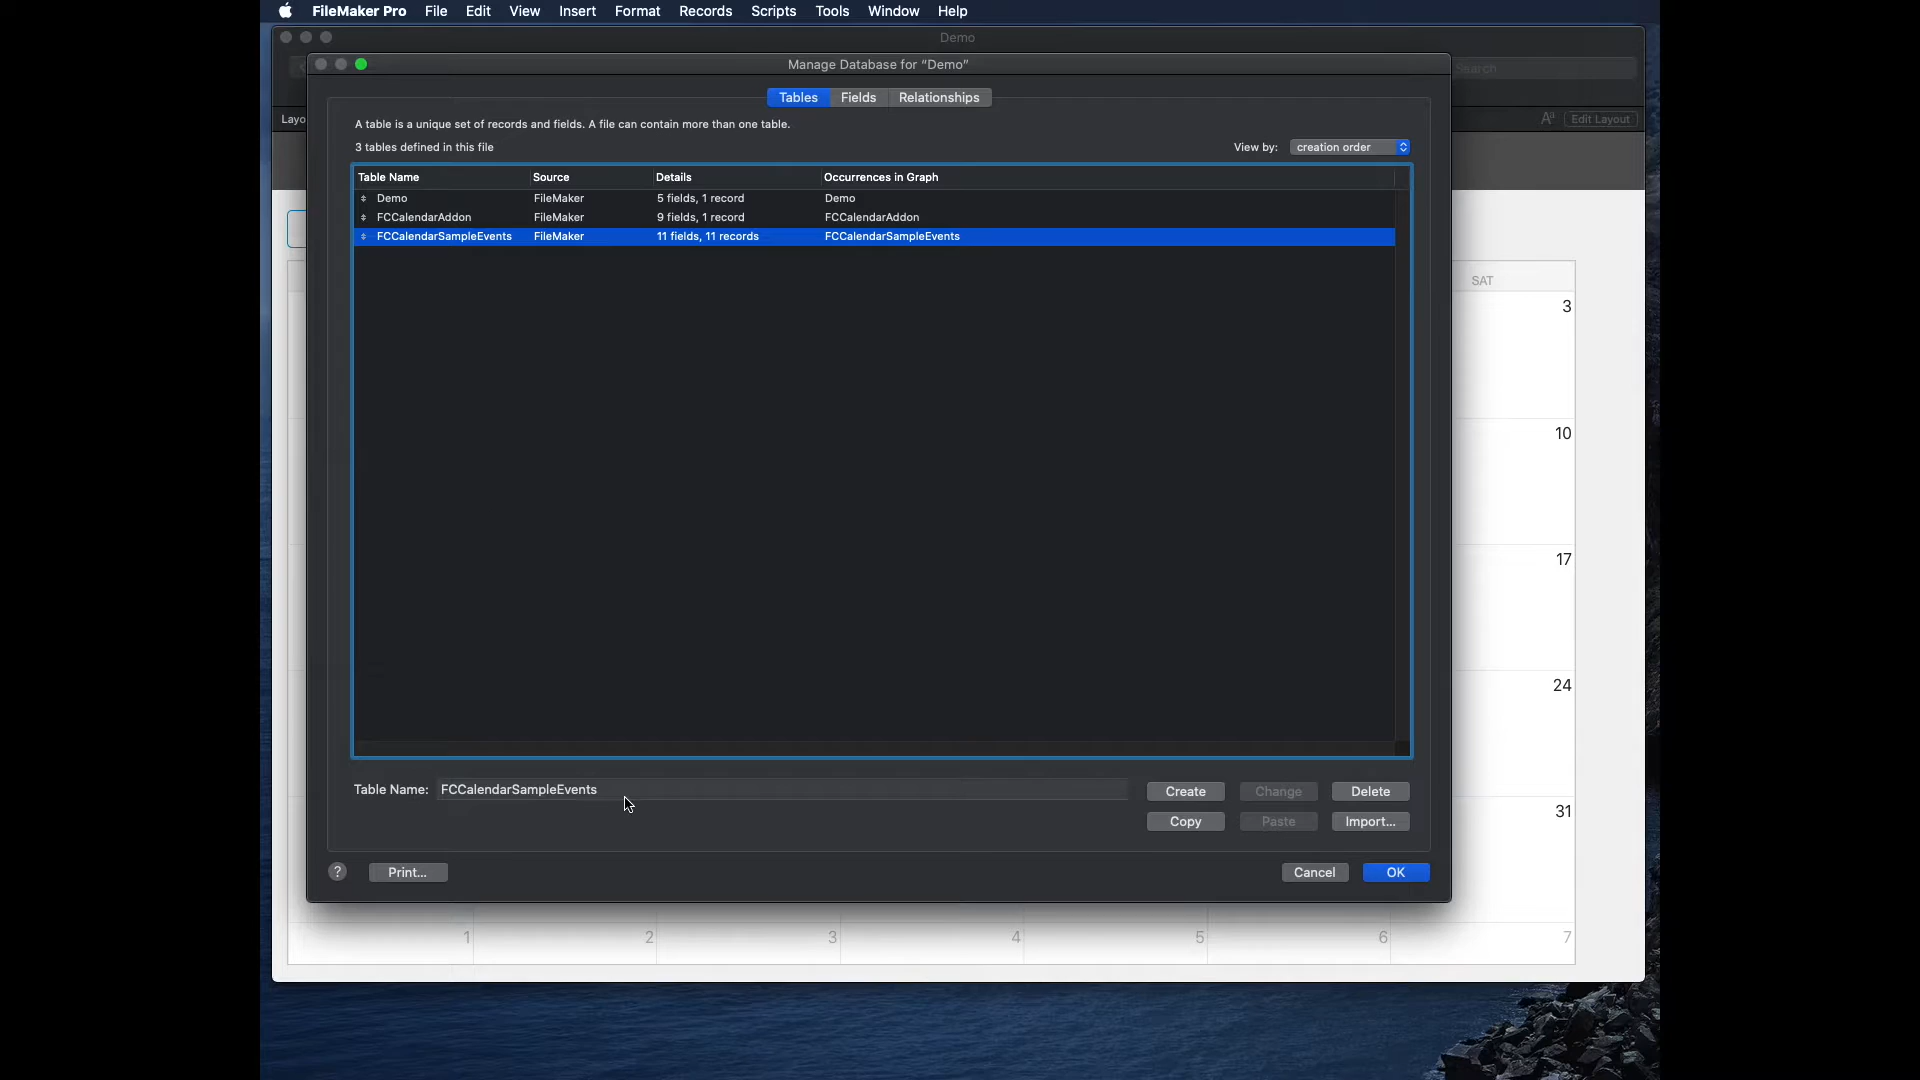 FileMaker Pro File Edit View Insert Format Records Scripts Tools Window Help
Demo
Manage Database for "Demo"
Search
Tables Fields Relationships
Layo
Edit Layout
A table is a unique set of records and fields. A file can contain more than one table.
3 tables defined in this file
View by: creation order
Table Name Source Details Occurrences in Graph
Demo FileMaker 5 fields, 1 record Demo
FCCalendarAddon FileMaker 9 fields, 1 record FCCalendarAddon
FCCalendarSampleEvents FileMaker 11 fields, 11 records FCCalendarSampleEvents
SAT
3
10
17
24
31
Table Name: FCCalendarSampleEvents
Create Change Delete
Copy Paste Import...
? Print... Cancel OK
1 2 3 4 5 6 7